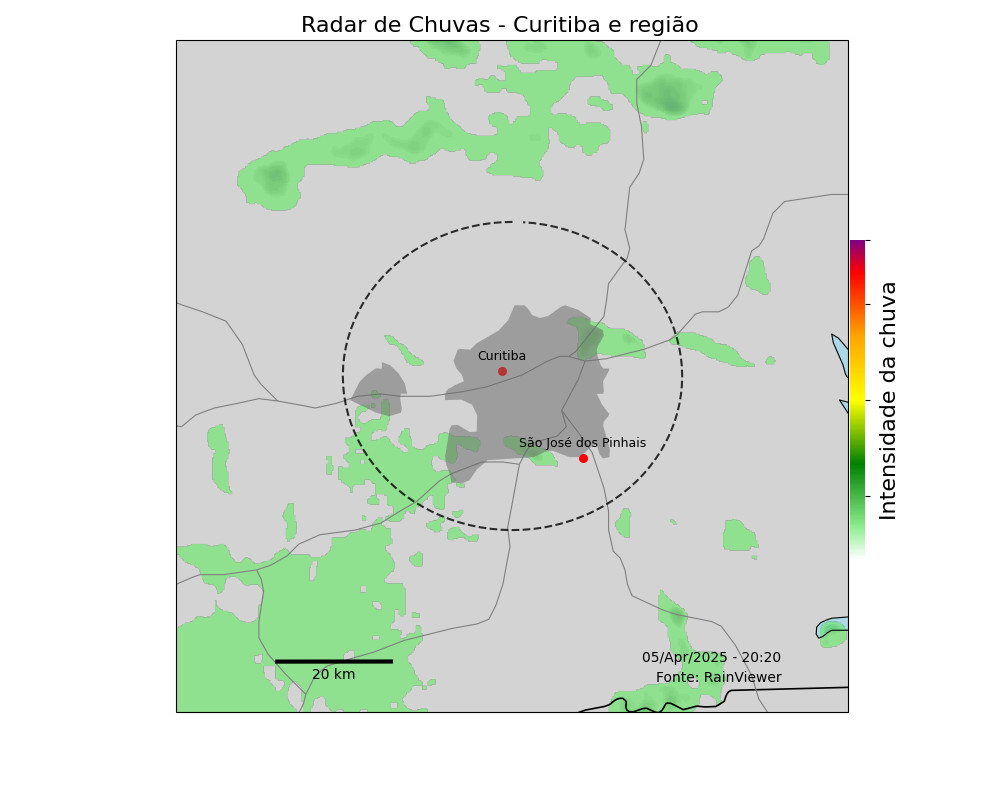 Radar de Chuvas - Curitiba e região
Curitiba
São José dos Pinhais
Intensidade da chuva
05/Apr/2025 - 20:20
20 km
Fonte: RainViewer